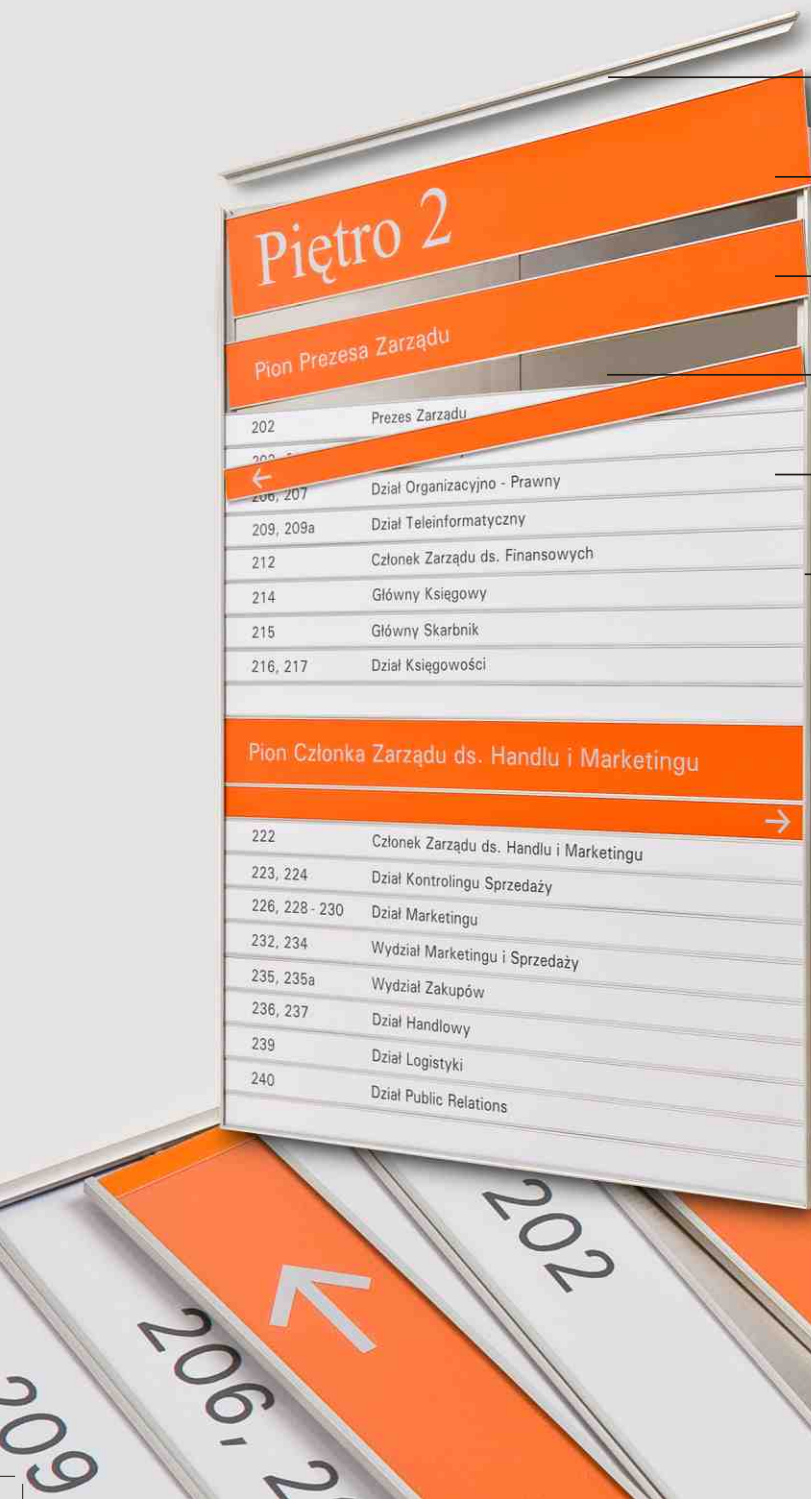 Piętro 2
Pion Prezesa Zarządu
202 Prezes Zarządu
←
206, 207 Dział Organizacyjno - Prawny
209, 209a Dział Teleinformatyczny
212 Członek Zarządu ds. Finansowych
214 Główny Księgowy
215 Główny Skarbnik
216, 217 Dział Księgowości
Pion Członka Zarządu ds. Handlu i Marketingu
→
222 Członek Zarządu ds. Handlu i Marketingu
223, 224 Dział Kontrolingu Sprzedaży
226, 228 - 230 Dział Marketingu
232, 234 Wydział Marketingu i Sprzedaży
235, 235a Wydział Zakupów
236, 237 Dział Handlowy
239 Dział Logistyki
240 Dział Public Relations
202
←
206,
209